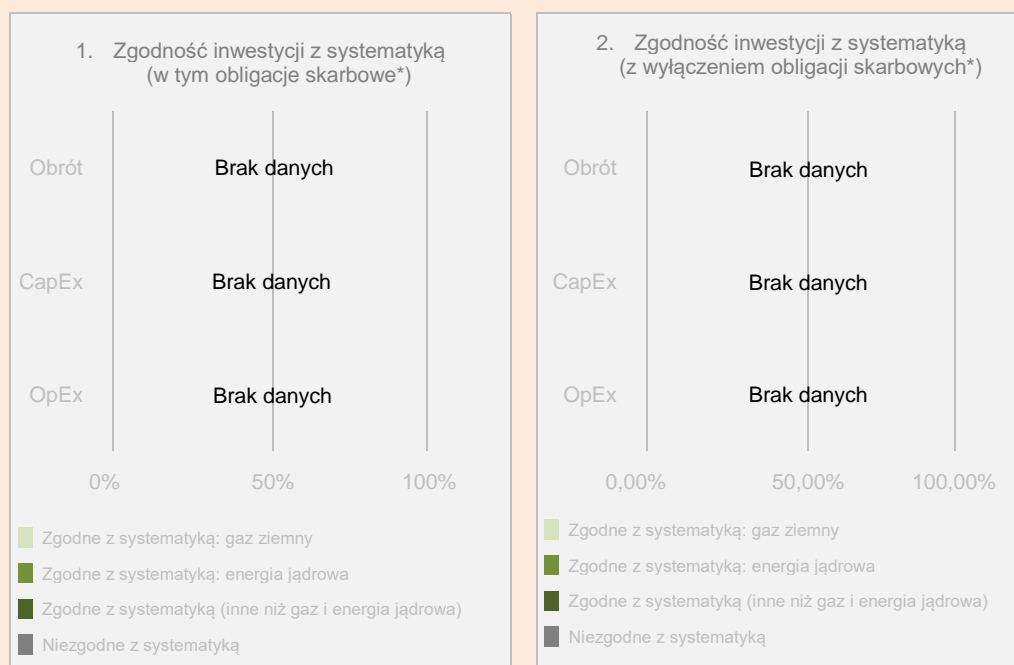 1. Zgodność inwestycji z systematyką
(w tym obligacje skarbowe*)
Obrót Brak danych
CapEx Brak danych
OpEx Brak danych
0% 50% 100%
Zgodne z systematyką: gaz ziemny
Zgodne z systematyką: energia jądrowa
Zgodne z systematyką (inne niż gaz i energia jądrowa)
Niezgodne z systematyką
2. Zgodność inwestycji z systematyką
(z wyłączeniem obligacji skarbowych*)
Obrót Brak danych
CapEx Brak danych
OpEx Brak danych
0,00% 50,00% 100,00%
Zgodne z systematyką: gaz ziemny
Zgodne z systematyką: energia jądrowa
Zgodne z systematyką (inne niż gaz i energia jądrowa)
Niezgodne z systematyką